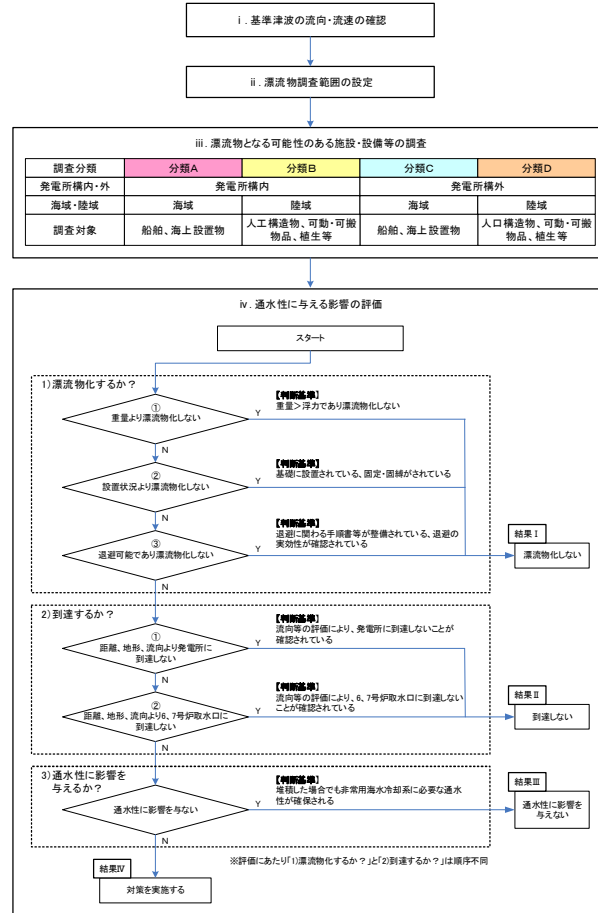 ⅰ．基準津波の流向・流速の確認
ⅱ．漂流物調査範囲の設定
ⅲ．漂流物となる可能性のある施設・設備等の調査
調査分類 分類A 分類B 分類C 分類D
発電所構内・外 発電所構内 発電所構外
海域・陸域 海域 陸域 海域 陸域
調査対象 船舶、海上設置物 人工構造物、可動・可搬物品、植生等 船舶、海上設置物 人口構造物、可動・可搬物品、植生等
ⅳ．通水性に与える影響の評価
スタート
1)漂流物化するか？
①
重量より漂流物化しない
Y
【判断基準】
重量＞浮力であり漂流物化しない
N
②
設置状況より漂流物化しない
Y
【判断基準】
基礎に設置されている、固定・固縛がされている
N
③
退避可能であり漂流物化しない
Y
【判断基準】
退避に関わる手順書等が整備されている、退避の
実効性が確認されている
結果Ⅰ
漂流物化しない
N
2)到達するか？
①
距離、地形、流向より発電所に
到達しない
Y
【判断基準】
流向等の評価により、発電所に到達しないことが
確認されている
N
②
距離、地形、流向より6、7号炉取水口に
到達しない
Y
流向等の評価により、6、7号炉取水口に到達しない
ことが確認されている
結果Ⅱ
到達しない
N
3)通水性に影響を
与えるか？
通水性に影響を与ない
Y
【判断基準】
堆積した場合でも非常用海水冷却系に必要な通水
性が確保される
結果Ⅲ
通水性に影響を
与えない
N
※評価にあたり「1)漂流物化するか？」と「2)到達するか？」は順序不同
結果Ⅳ
対策を実施する